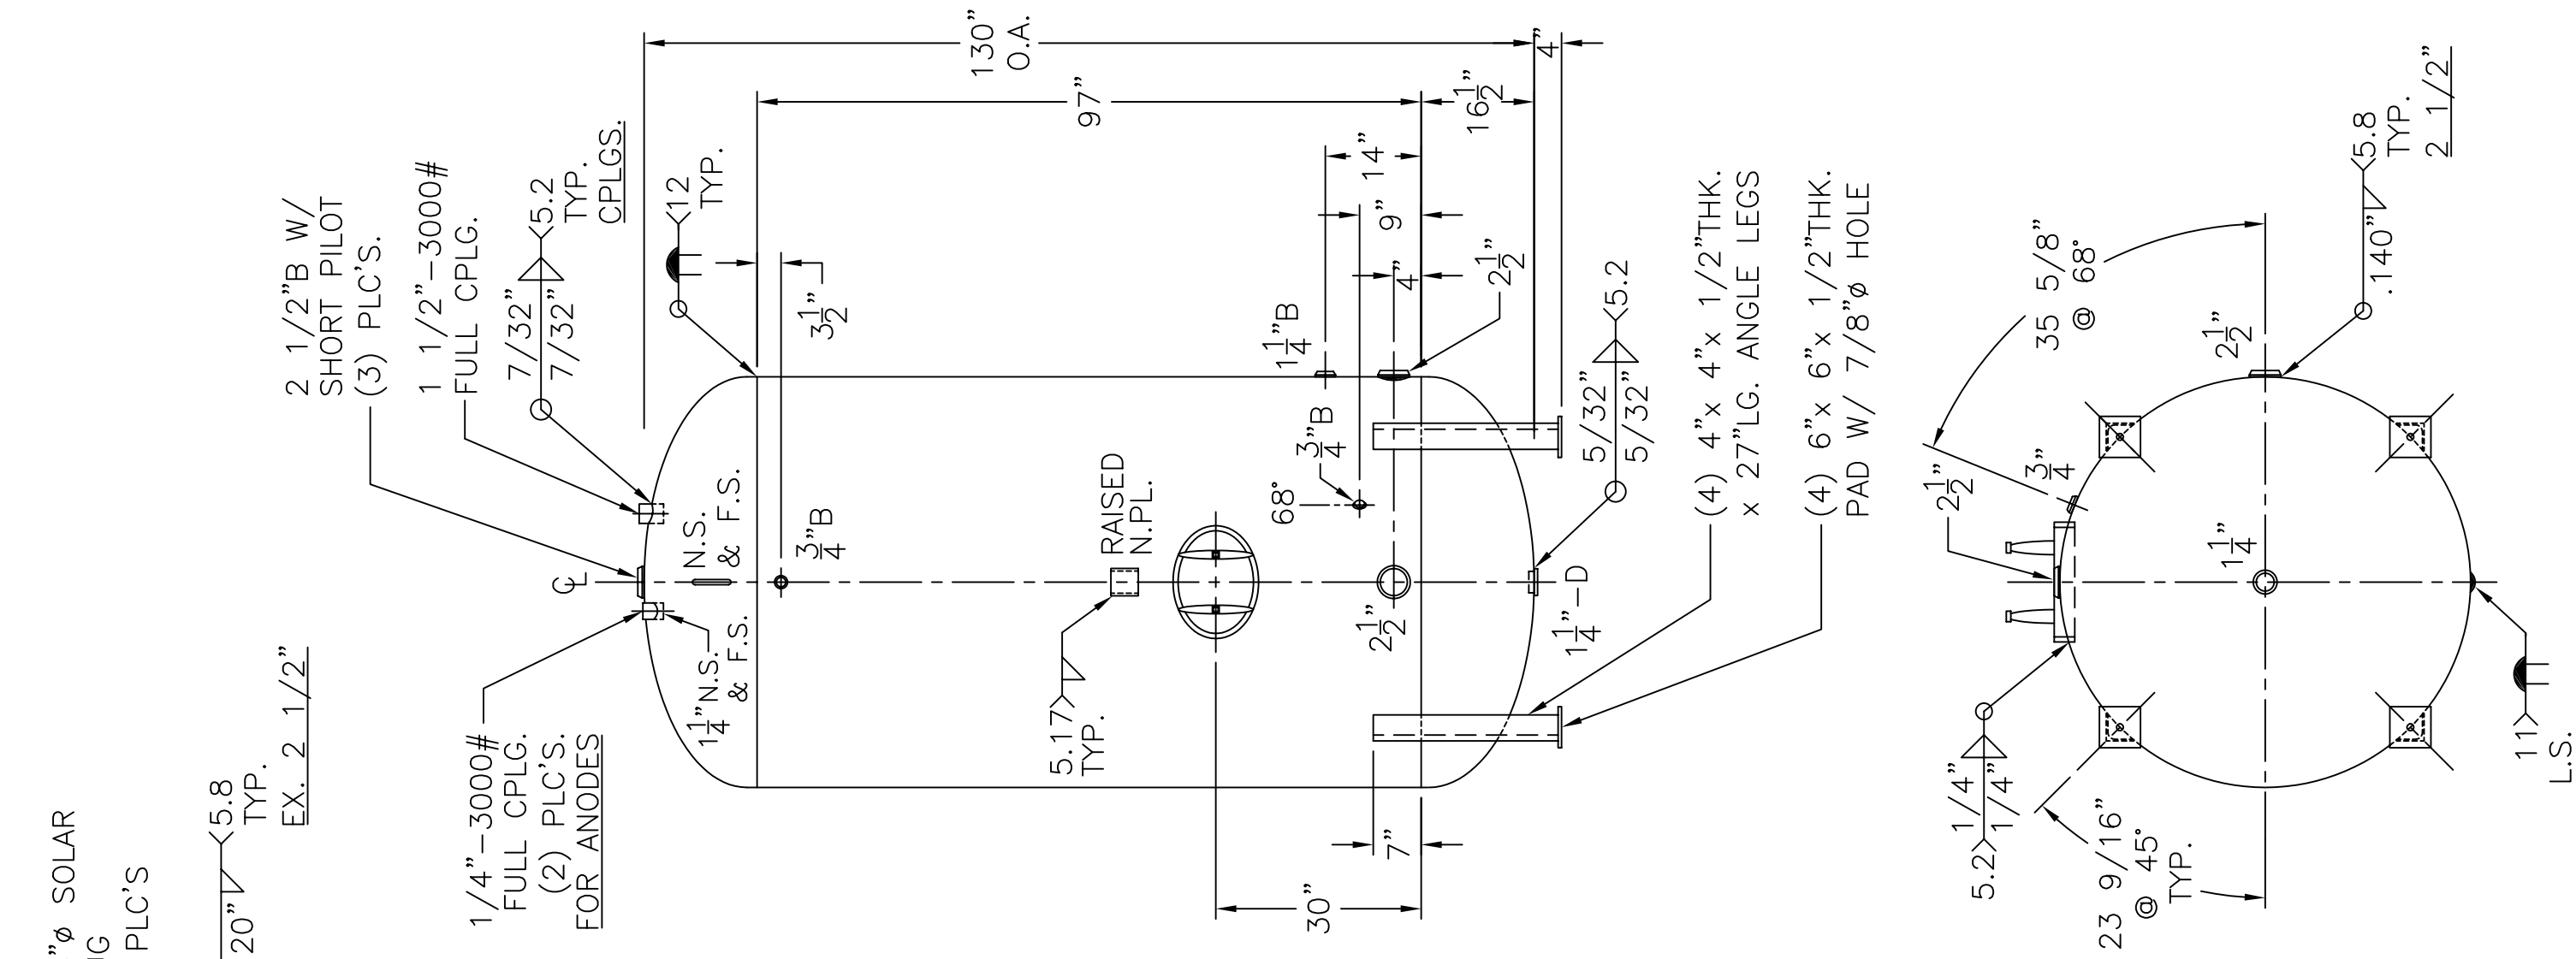 "ø SOLAR
NG
PLC'S
20"
5.8
TYP.
EX. 2 1/2"
2 1/2"B W/
SHORT PILOT
(3) PLC'S.
1 1/2"-3000#
FULL CPLG.
7/32"
7/32"
5.2
TYP.
CPLGS.
12
TYP.
3 1/2"
130"
O.A.
97"
16 1/2"
4"
14"
9"
4"
2 1/2"
1 1/4"B
3/4"B
68°
CL
N.S.
& F.S.
3/4"B
1 1/4"N.S.
& F.S.
1/4"-3000#
FULL CPLG.
(2) PLC'S.
FOR ANODES
RAISED
N.PL.
5.17
TYP.
2 1/2"
1 1/4"-D
7"
30"
5/32"
5/32"
5.2
(4) 4"x 4"x 1/2"THK.
x 27"LG. ANGLE LEGS
(4) 6"x 6"x 1/2"THK.
PAD W/ 7/8"ø HOLE
35 5/8"
@ 68°
2 1/2"
3/4"
1 1/4"
2 1/2"
5.8
TYP.
2 1/2"
.140"
5.2
1/4"
1/4"
23 9/16"
@ 45°
TYP.
11
L.S.